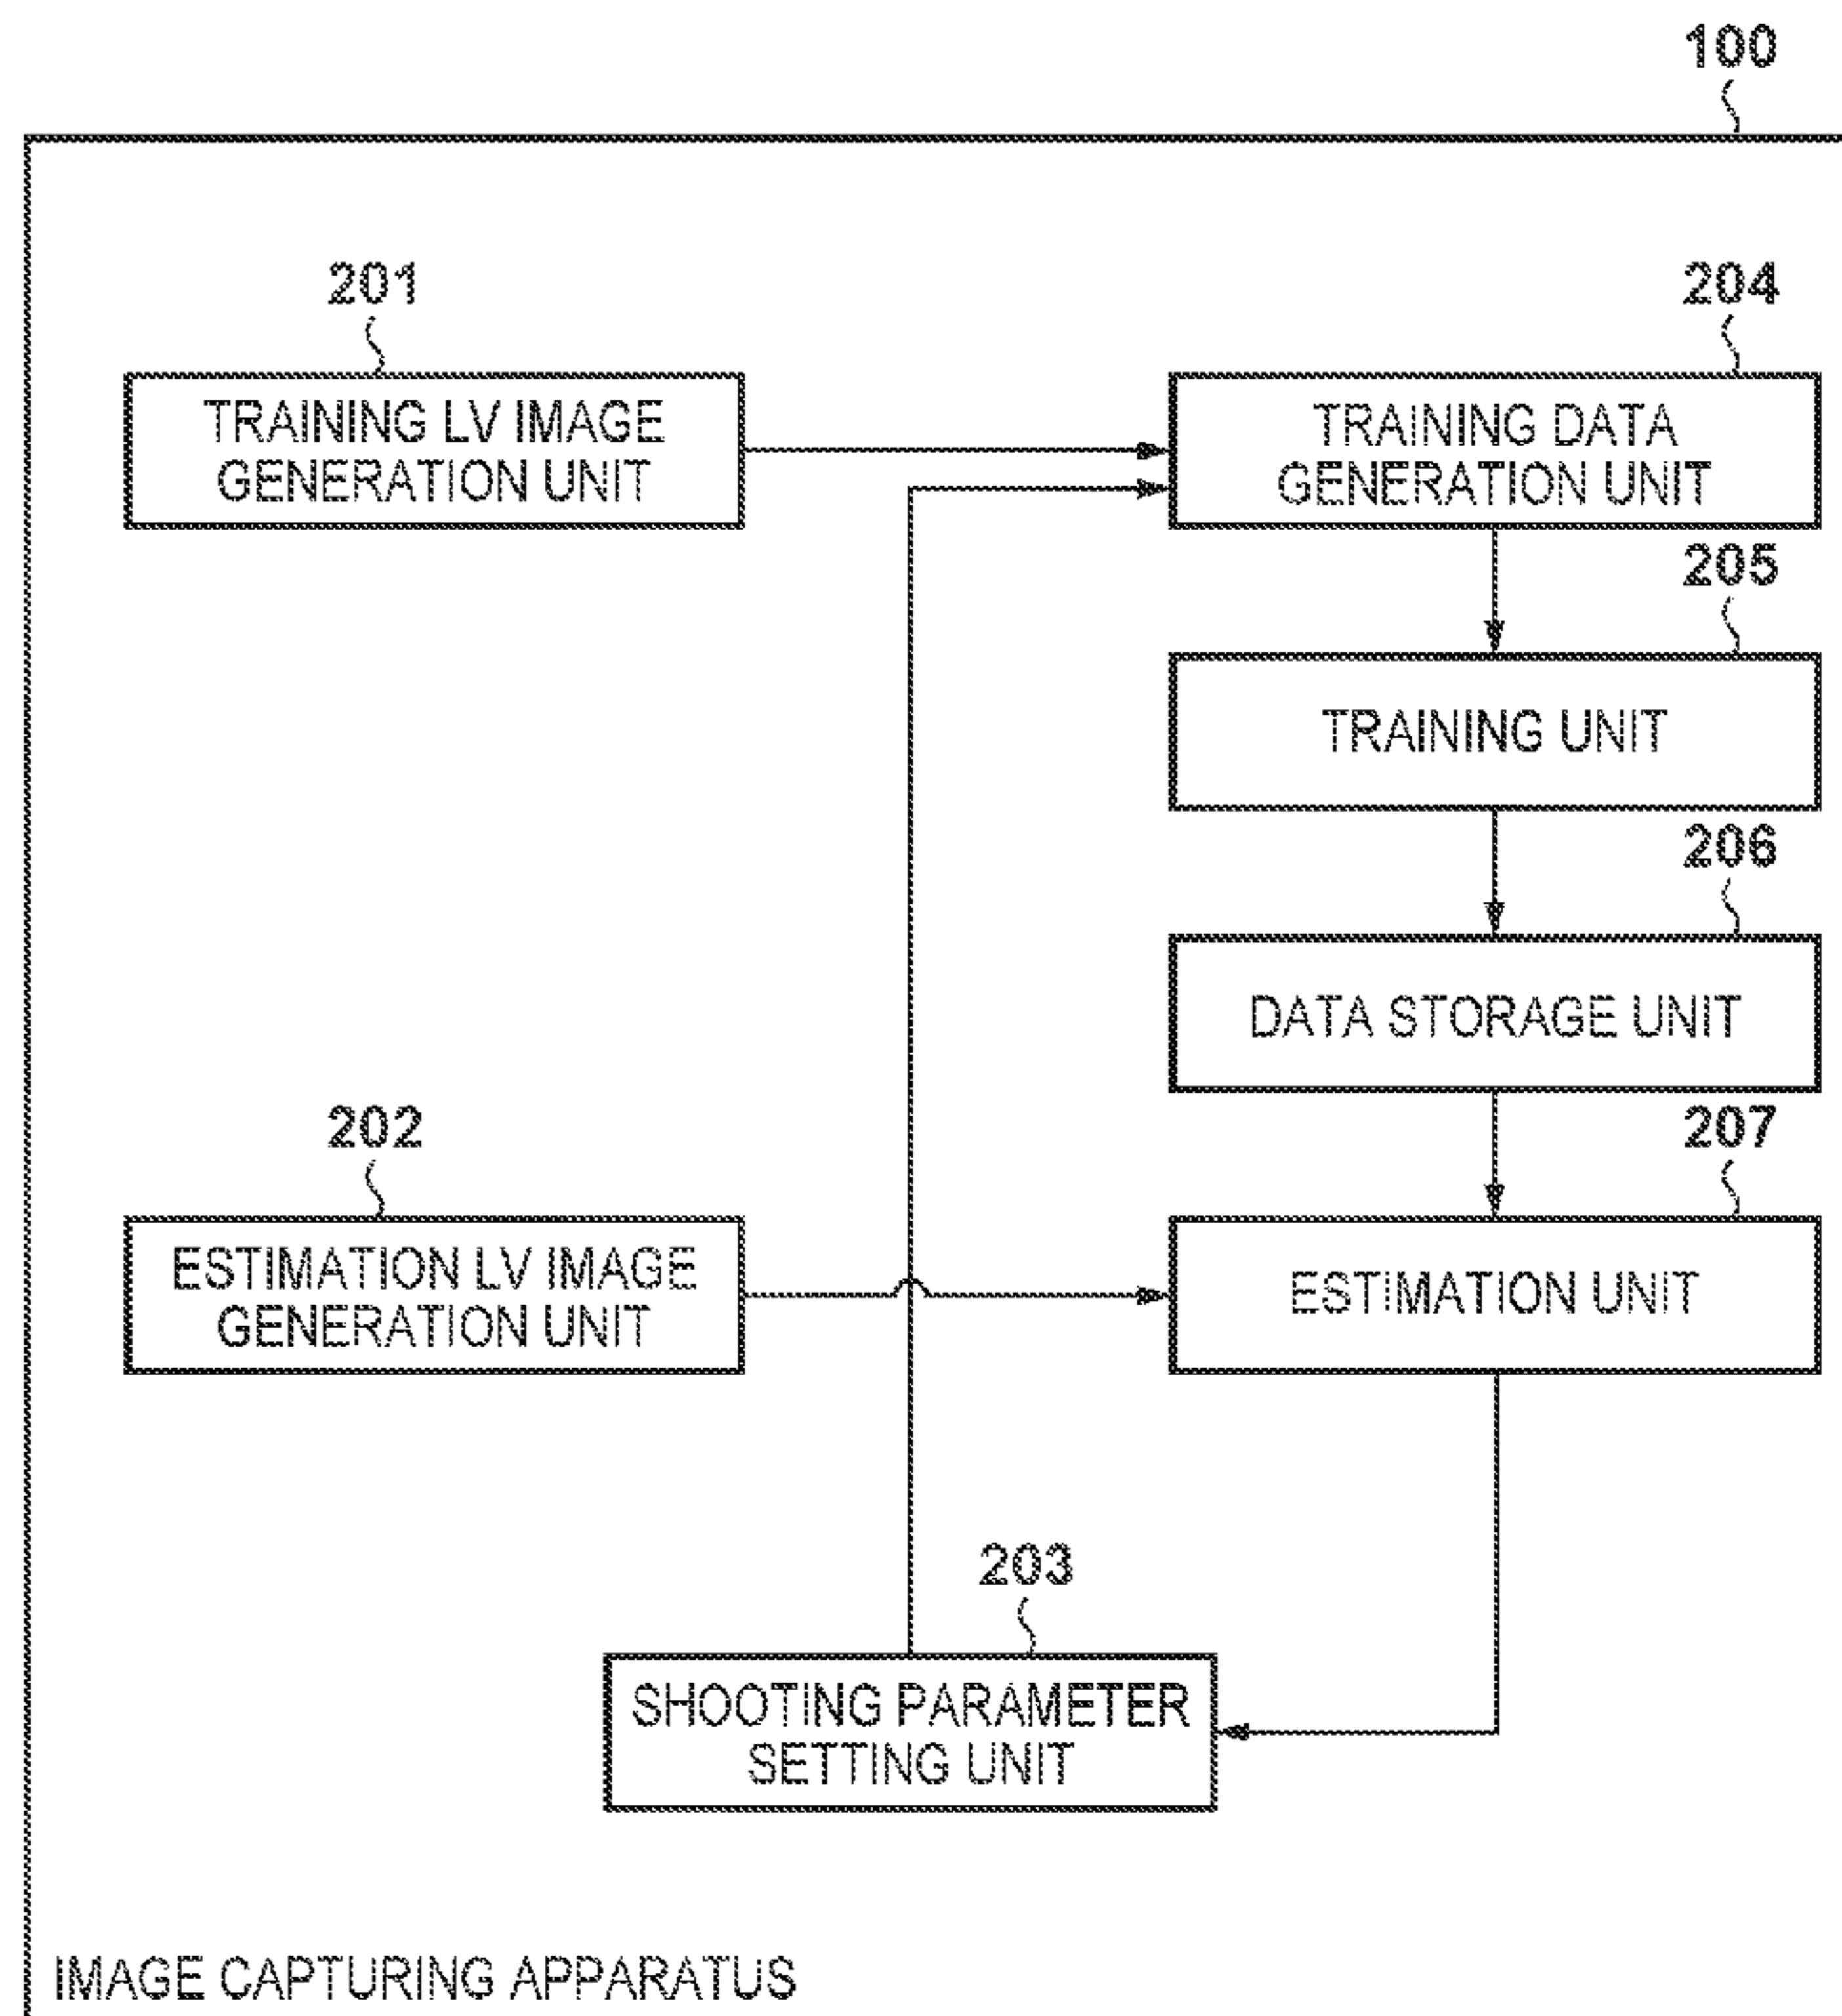 100
201
204
TRAINING LV IMAGE
GENERATION UNIT
TRAINING DATA
GENERATION UNIT
205
TRAINING UNIT
206
DATA STORAGE UNIT
202
207
ESTIMATION LV IMAGE
GENERATION UNIT
ESTIMATION UNIT
203
SHOOTING PARAMETER
SETTING UNIT
IMAGE CAPTURING APPARATUS